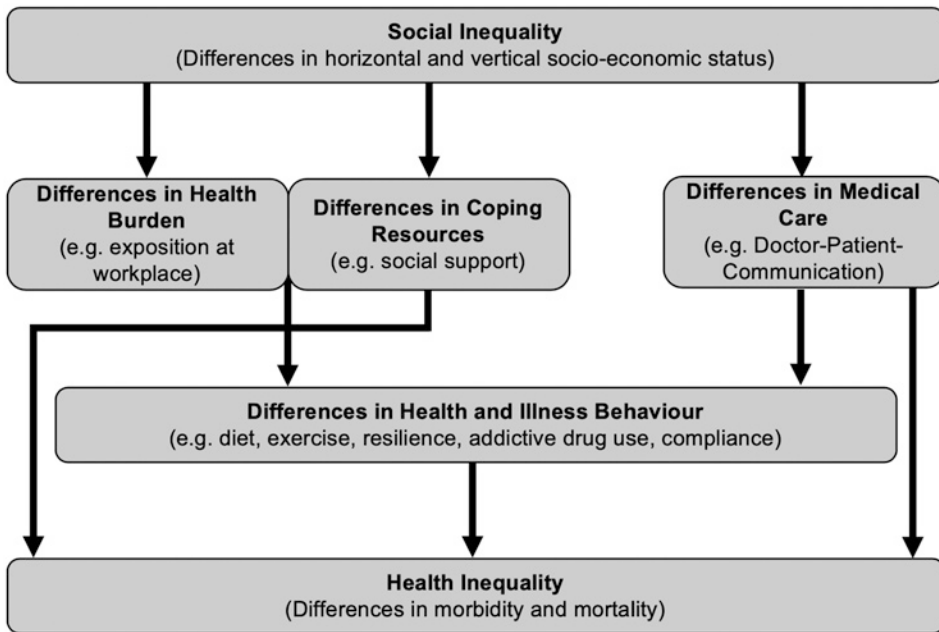 Social Inequality
(Differences in horizontal and vertical socio-economic status)
Differences in Health
Burden
(e.g. exposition at
workplace)
Differences in Coping
Resources
(e.g. social support)
Differences in Medical
Care
(e.g. Doctor-Patient-
Communication)
Differences in Health and Illness Behaviour
(e.g. diet, exercise, resilience, addictive drug use, compliance)
Health Inequality
(Differences in morbidity and mortality)